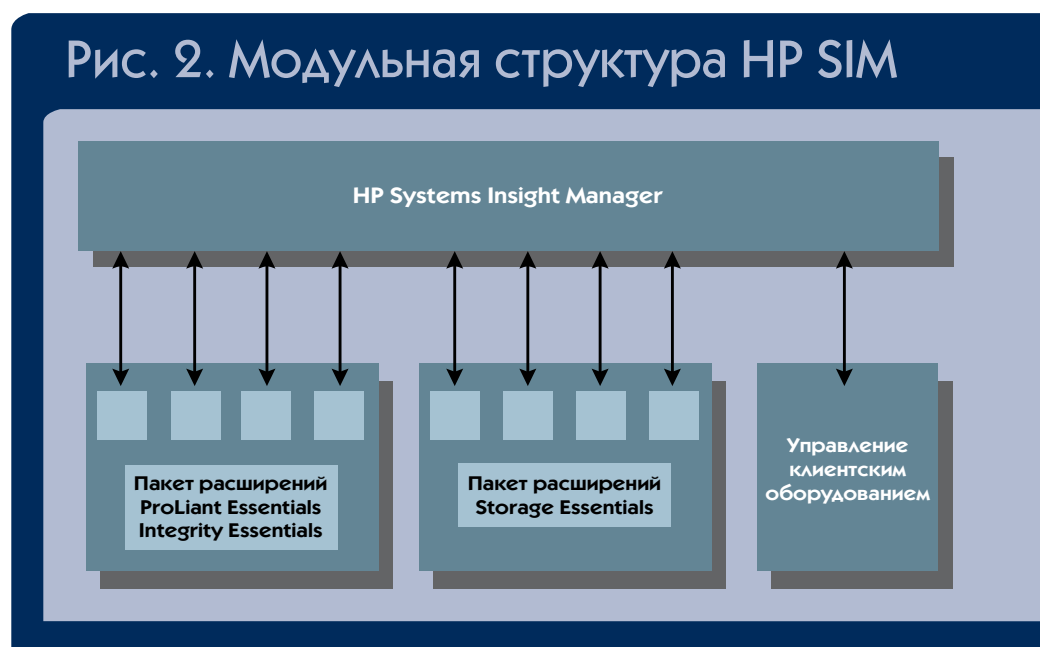 Рис. 2. Модульная структура HP SIM
HP Systems Insight Manager
Пакет расширений
ProLiant Essentials
Integrity Essentials
Пакет расширений
Storage Essentials
Управление
клиентским
оборудованием